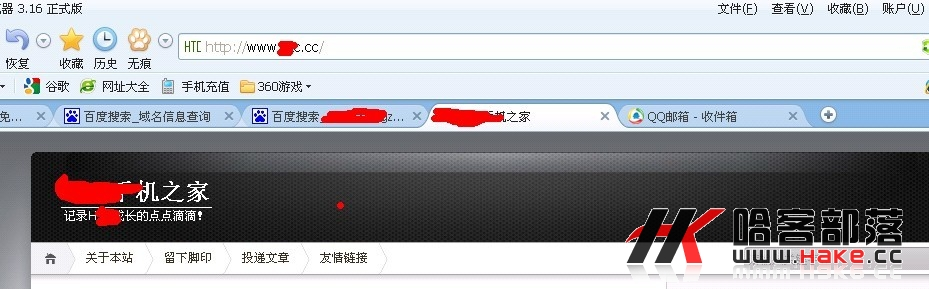 器 3.16 正式版 文件(F) 查看(V) 收藏(B) 账户(U)
HTC http://www. .cc/
恢复 收藏 历史 无痕
谷歌 网址大全 手机充值 360游戏
免... 百度搜索_域名信息查询 百度搜索_ gz... 手机之家 QQ邮箱 - 收件箱
手机之家
记录H 成长的点点滴滴！
关于本站 留下脚印 投递文章 友情链接
HK 哈客部落
www.HAKE.cc